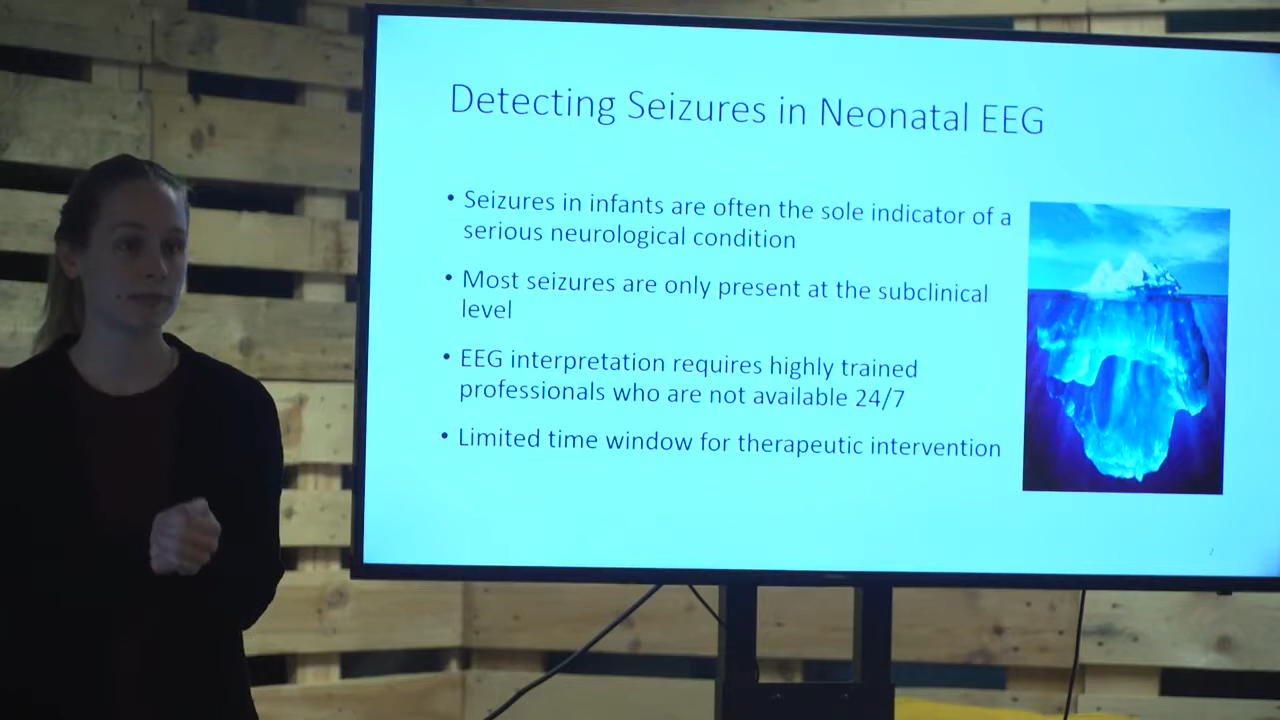 Detecting Seizures in Neonatal EEG
• Seizures in infants are often the sole indicator of a
serious neurological condition
• Most seizures are only present at the subclinical
level
• EEG interpretation requires highly trained
professionals who are not available 24/7
• Limited time window for therapeutic intervention
2